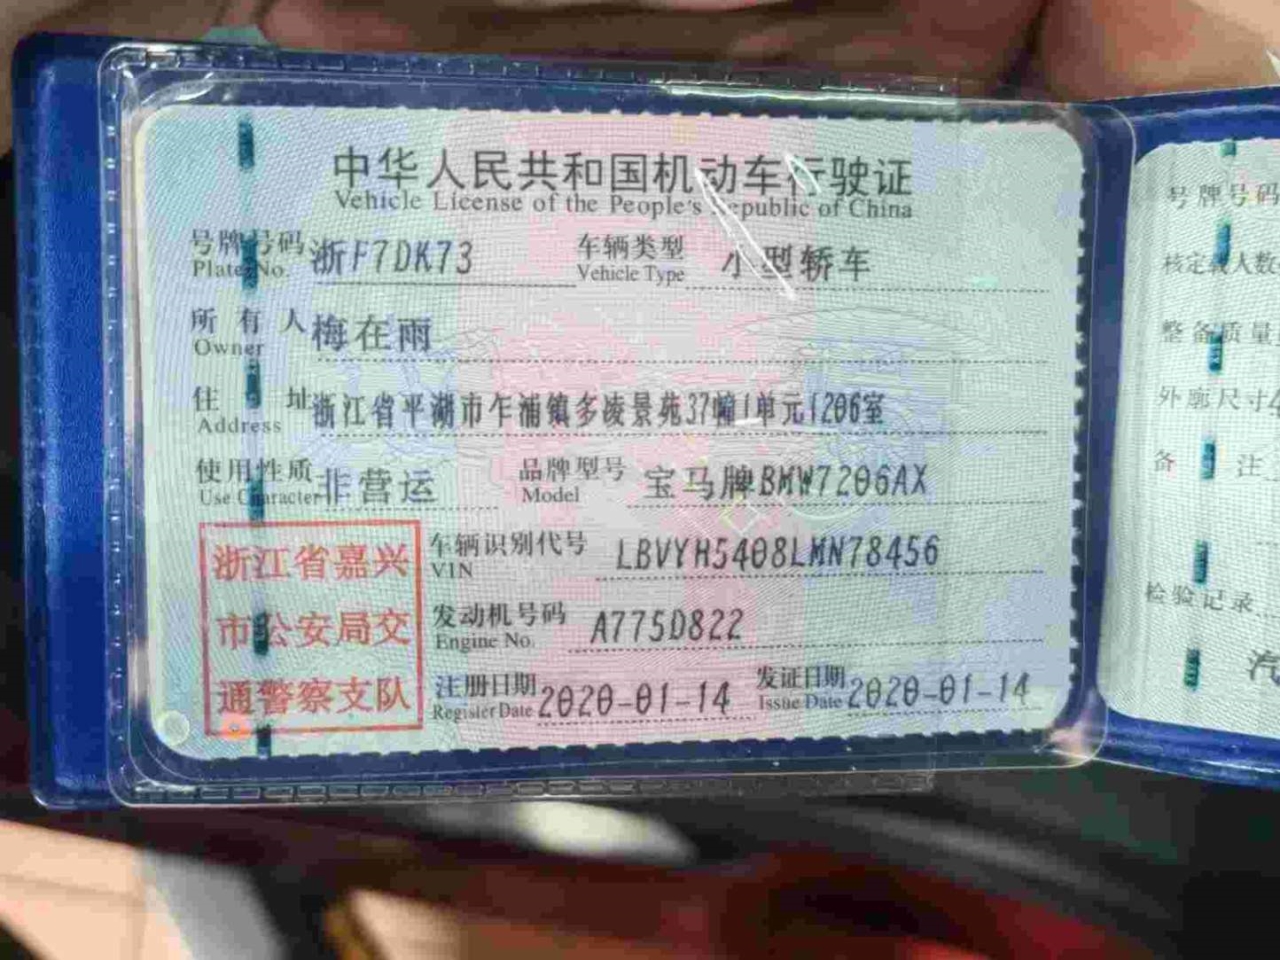 中华人民共和国机动车行驶证
Vehicle License of the People's Republic of China
号牌号码 浙F7DK73 车辆类型 小型轿车
Plate No. Vehicle Type
所有人 梅在雨
Owner
住址 浙江省平湖市乍浦镇多凌景苑37幢1单元1206室
Address
使用性质 非营运 品牌型号 宝马牌BMW7206AX
Use Character Model
浙江省嘉兴
市公安局交
通警察支队
车辆识别代号 LBVYH5408LMN78456
VIN
发动机号码 A775D822
Engine No.
注册日期 2020-01-14 发证日期 2020-01-14
Register Date Issue Date
号牌号码
核定载人数
整备质量
外廓尺寸
备注
检验记录
汽